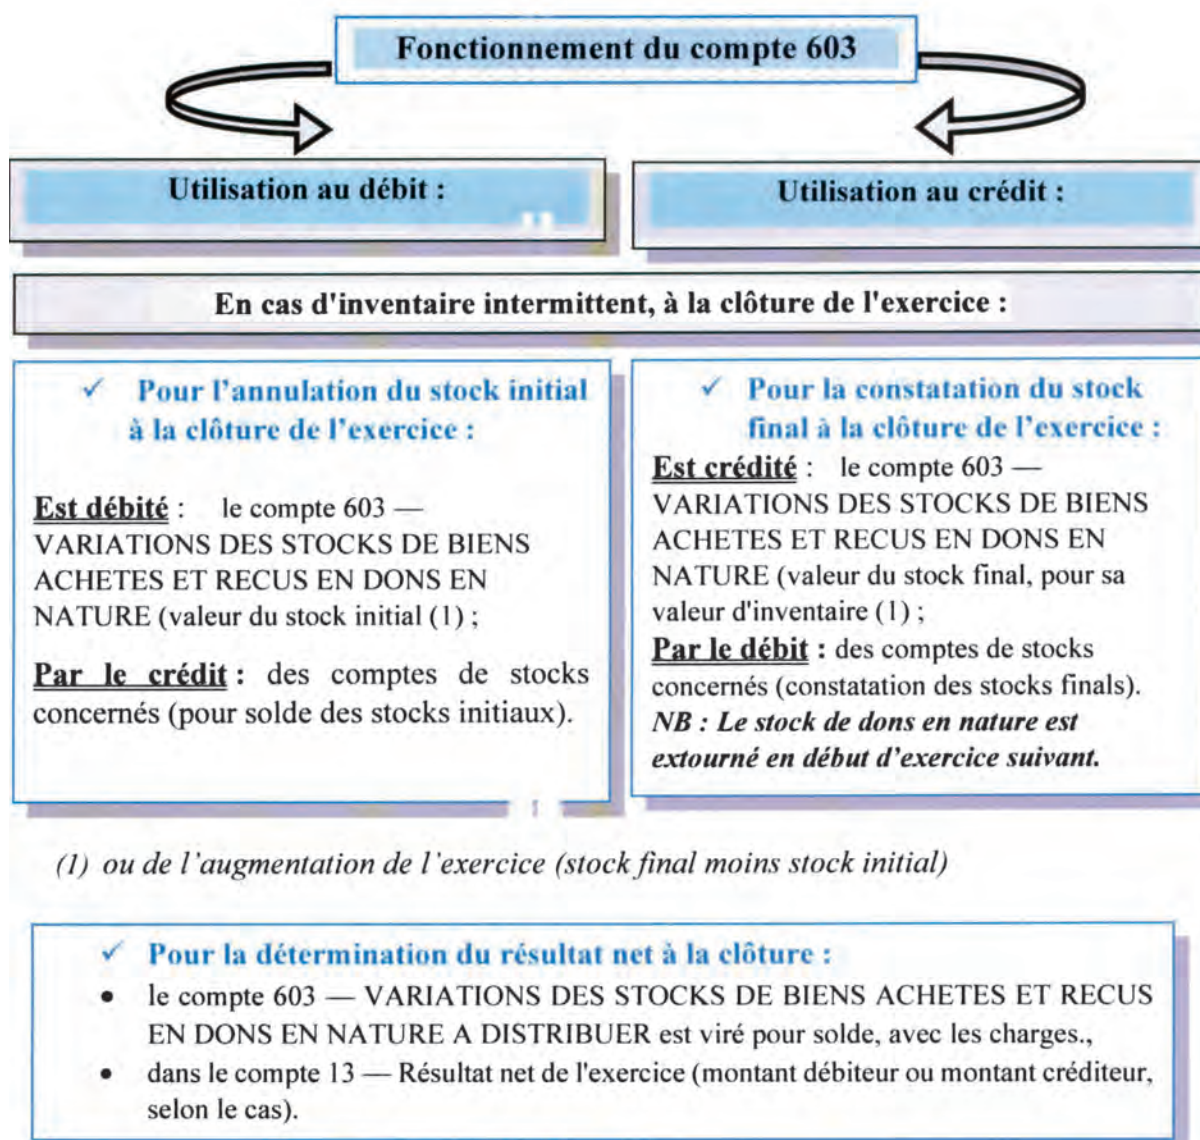 Fonctionnement du compte 603
Utilisation au débit :
Utilisation au crédit :
En cas d'inventaire intermittent, à la clôture de l'exercice :
✓ Pour l'annulation du stock initial
à la clôture de l'exercice :
Est débité : le compte 603 —
VARIATIONS DES STOCKS DE BIENS
ACHETES ET RECUS EN DONS EN
NATURE (valeur du stock initial (1) ;
Par le crédit : des comptes de stocks
concernés (pour solde des stocks initiaux).
✓ Pour la constatation du stock
final à la clôture de l'exercice :
Est crédité : le compte 603 —
VARIATIONS DES STOCKS DE BIENS
ACHETES ET RECUS EN DONS EN
NATURE (valeur du stock final, pour sa
valeur d'inventaire (1) ;
Par le débit : des comptes de stocks
concernés (constatation des stocks finals).
NB : Le stock de dons en nature est
extourné en début d'exercice suivant.
(1) ou de l'augmentation de l'exercice (stock final moins stock initial)
✓ Pour la détermination du résultat net à la clôture :
• le compte 603 — VARIATIONS DES STOCKS DE BIENS ACHETES ET RECUS
EN DONS EN NATURE A DISTRIBUER est viré pour solde, avec les charges.,
• dans le compte 13 — Résultat net de l'exercice (montant débiteur ou montant créditeur,
selon le cas).